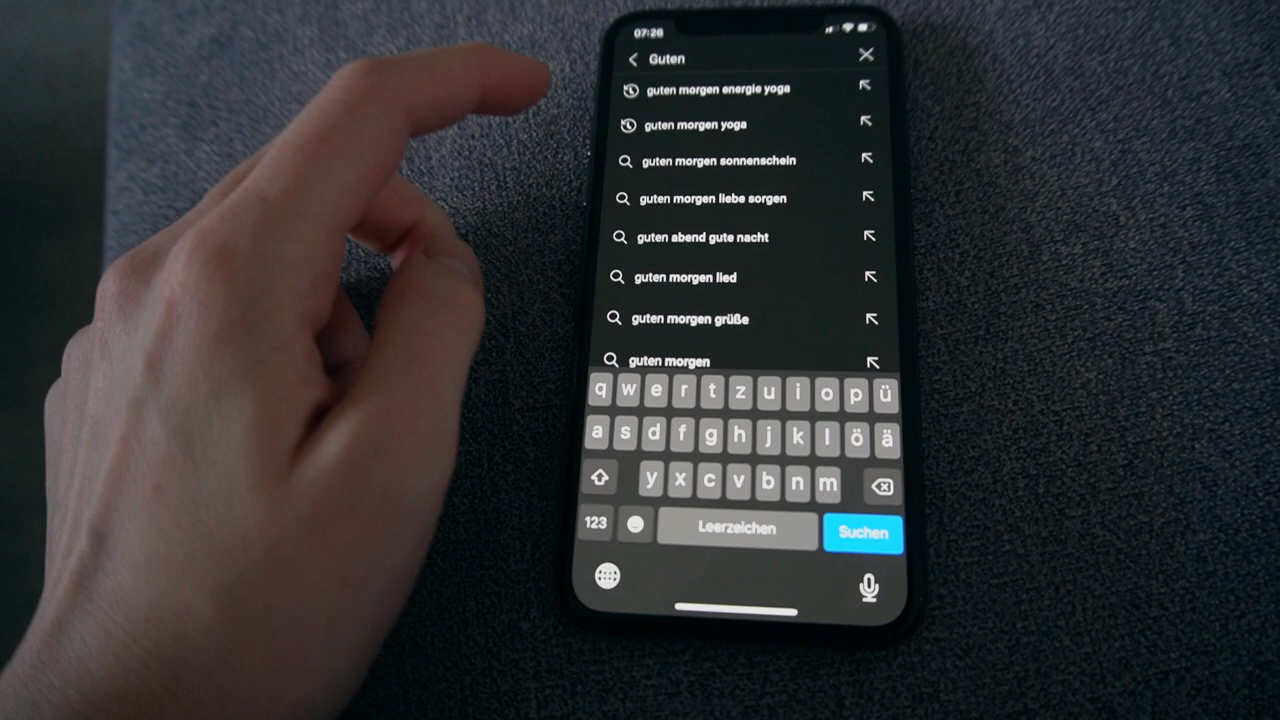 07:26
Guten
guten morgen energie yoga
guten morgen yoga
guten morgen sonnenschein
guten morgen liebe sorgen
guten abend gute nacht
guten morgen lied
guten morgen grüße
guten morgen
q w e r t z u i o p ü
a s d f g h j k l ö ä
y x c v b n m
123 Leerzeichen Suchen